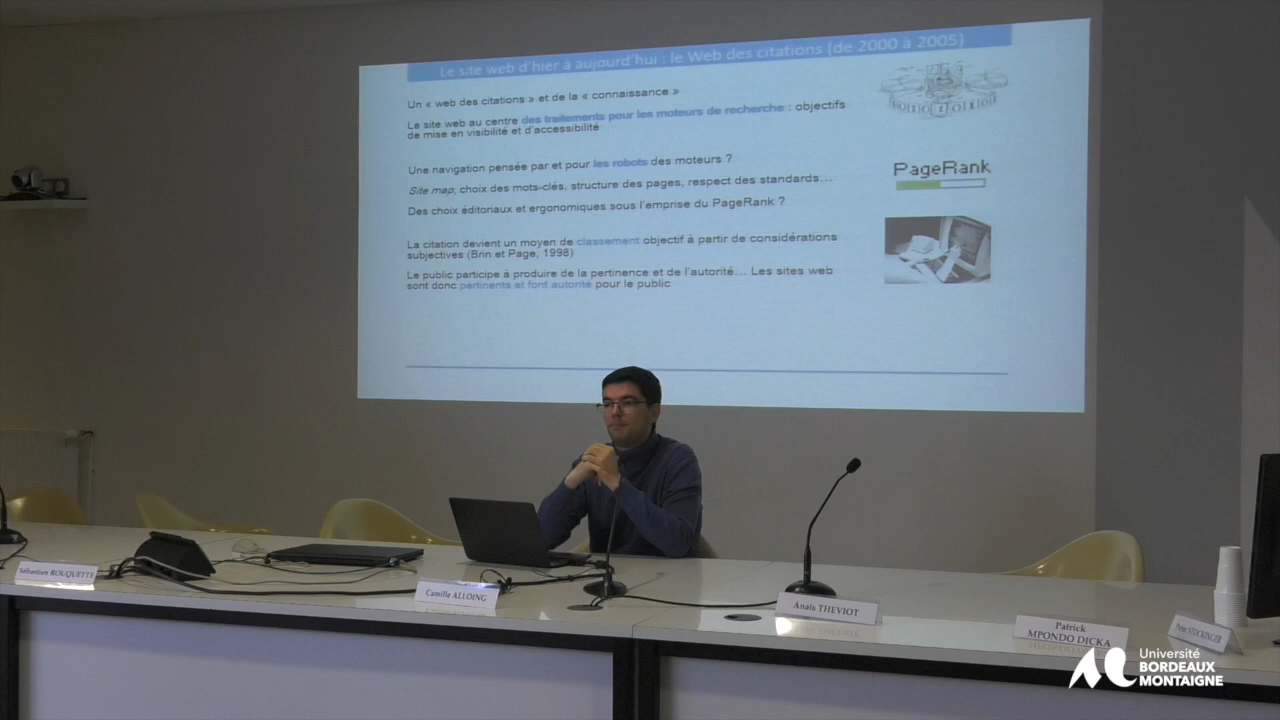 Le site web d'hier à aujourd'hui : le Web des citations (de 2000 à 2005)
Un « web des citations » et de la « connaissance »
Le site web au centre des traitements pour les moteurs de recherche : objectifs
de mise en visibilité et d'accessibilité
Une navigation pensée par et pour les robots des moteurs ?
Site map, choix des mots-clés, structure des pages, respect des standards…
Des choix éditoriaux et ergonomiques sous l'emprise du PageRank ?
La citation devient un moyen de classement objectif à partir de considérations
subjectives (Brin et Page, 1998)
Le public participe à produire de la pertinence et de l'autorité… Les sites web
sont donc pertinents et font autorité pour le public
PageRank
Sébastien ROUQUETTE
Camille ALLOING
Anaïs THEVIOT
Patrick
MPONDO DICKA
Peter STOCKINGER
Université
BORDEAUX
MONTAIGNE